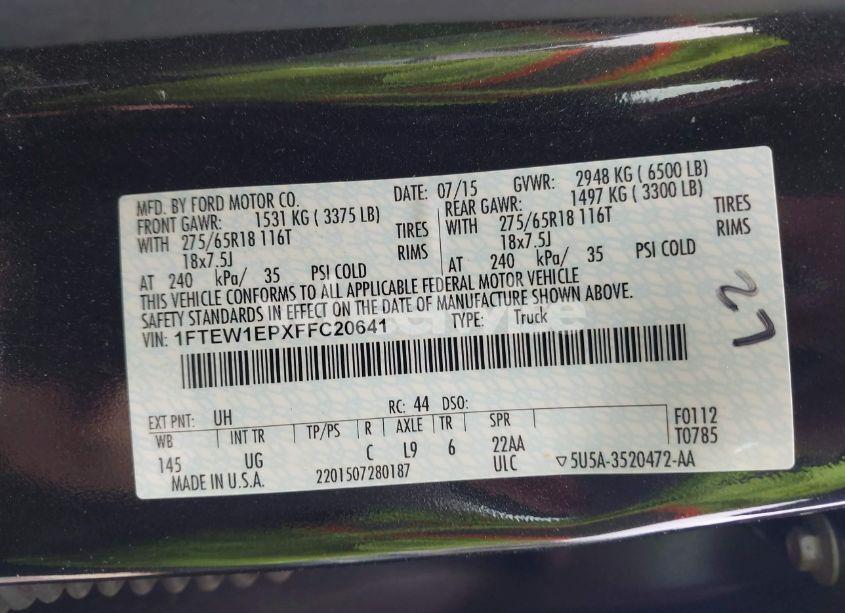 MFD. BY FORD MOTOR CO. DATE: 07/15 GVWR: 2948 KG ( 6500 LB)
FRONT GAWR: 1531 KG ( 3375 LB) REAR GAWR: 1497 KG ( 3300 LB)
WITH 275/65R18 116T TIRES WITH 275/65R18 116T TIRES
18x7.5J RIMS 18x7.5J RIMS
AT 240 kPa/ 35 PSI COLD AT 240 kPa/ 35 PSI COLD
THIS VEHICLE CONFORMS TO ALL APPLICABLE FEDERAL MOTOR VEHICLE
SAFETY STANDARDS IN EFFECT ON THE DATE OF MANUFACTURE SHOWN ABOVE.
VIN: 1FTEW1EPXFFC20641 TYPE: Truck
27
EXT PNT: UH RC: 44 DSO: F0112
WB INT TR TP/PS R AXLE TR SPR T0785
145 UG C L9 6 22AA
UIC ▽5U5A-3520472-AA
MADE IN U.S.A. 2201507280187